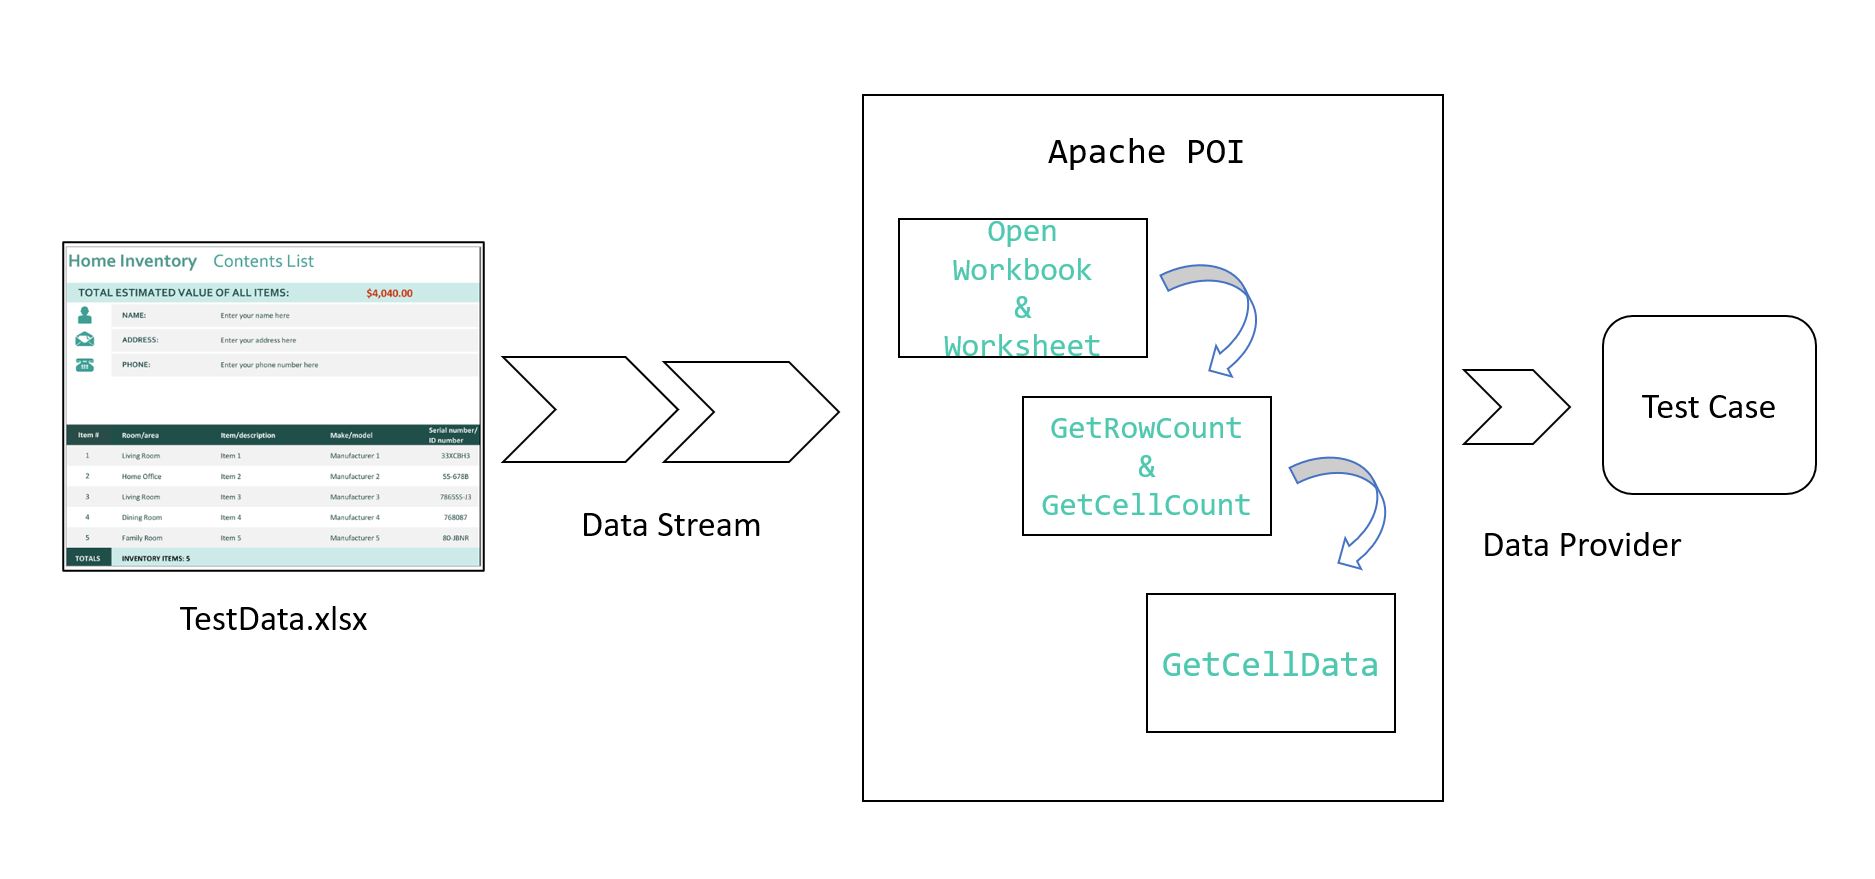 Home Inventory Contents List
TOTAL ESTIMATED VALUE OF ALL ITEMS: $4,040.00
NAME: Enter your name here
ADDRESS: Enter your address here
PHONE: Enter your phone number here
Item # Room/area Item/description Make/model Serial number/
ID number
1 Living Room Item 1 Manufacturer 1 33XCBH3
2 Home Office Item 2 Manufacturer 2 S5-678B
3 Living Room Item 3 Manufacturer 3 7865SS-J3
4 Dining Room Item 4 Manufacturer 4 768087
5 Family Room Item 5 Manufacturer 5 80-JBNR
TOTALS INVENTORY ITEMS: 5
TestData.xlsx
Data Stream
Apache POI
Open
Workbook
&
Worksheet
GetRowCount
&
GetCellCount
GetCellData
Data Provider
Test Case